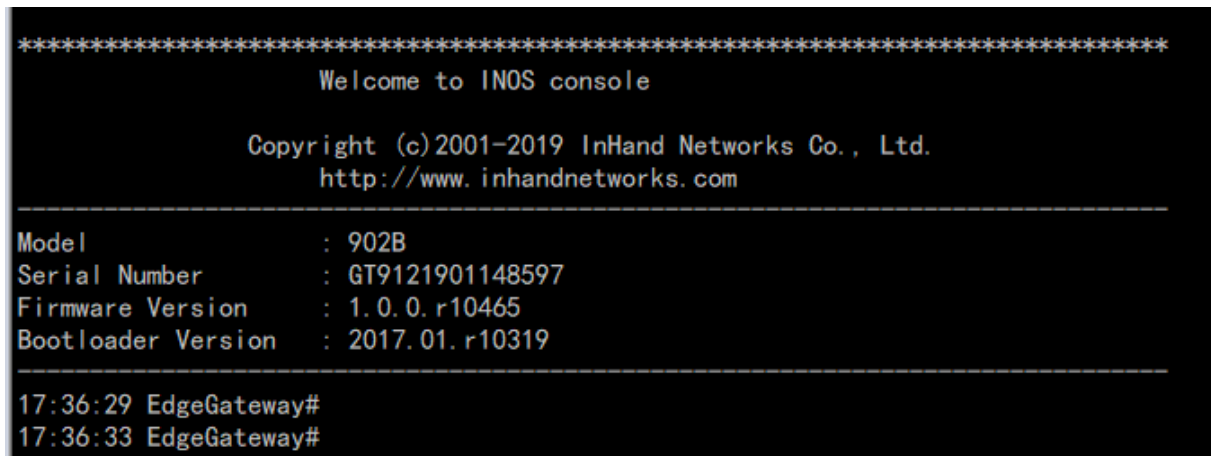 ********************************************************************************
Welcome to INOS console
Copyright (c)2001-2019 InHand Networks Co., Ltd.
http://www.inhandnetworks.com
--------------------------------------------------------------------------------
Model : 902B
Serial Number : GT9121901148597
Firmware Version : 1.0.0.r10465
Bootloader Version : 2017.01.r10319
--------------------------------------------------------------------------------
17:36:29 EdgeGateway#
17:36:33 EdgeGateway#